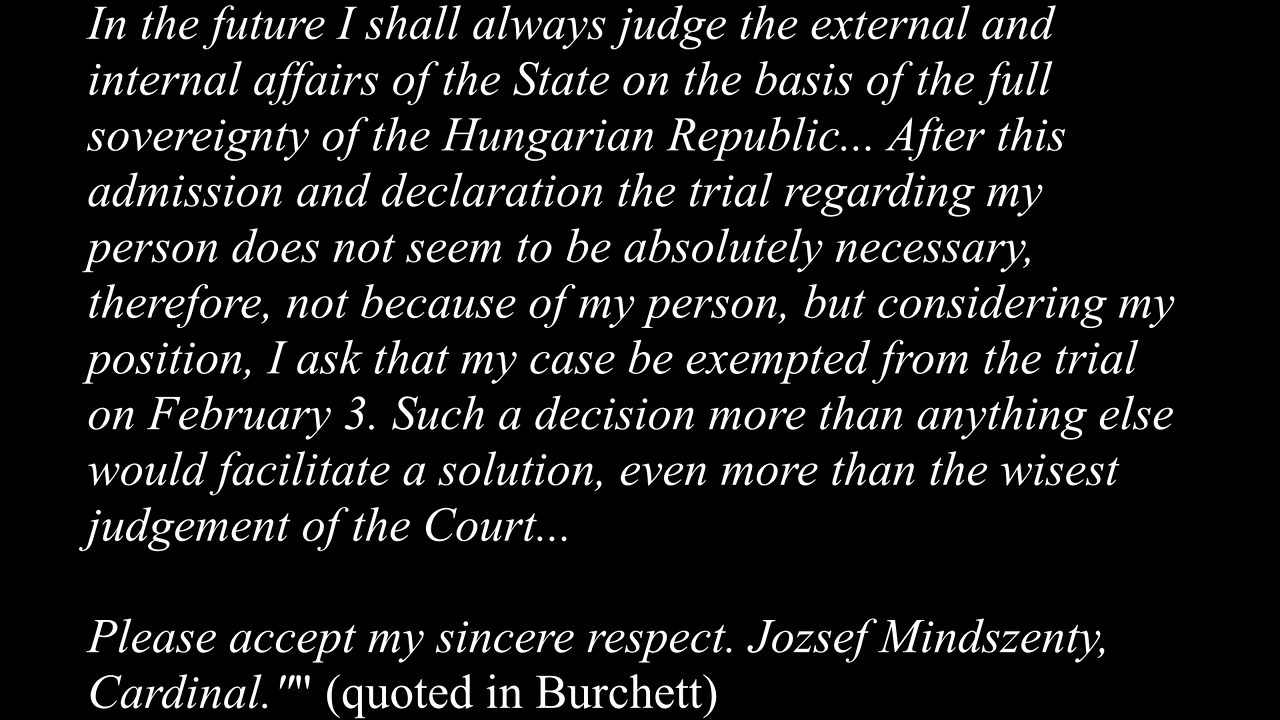 In the future I shall always judge the external and
internal affairs of the State on the basis of the full
sovereignty of the Hungarian Republic... After this
admission and declaration the trial regarding my
person does not seem to be absolutely necessary,
therefore, not because of my person, but considering my
position, I ask that my case be exempted from the trial
on February 3. Such a decision more than anything else
would facilitate a solution, even more than the wisest
judgement of the Court...
Please accept my sincere respect. Jozsef Mindszenty,
Cardinal."" (quoted in Burchett)